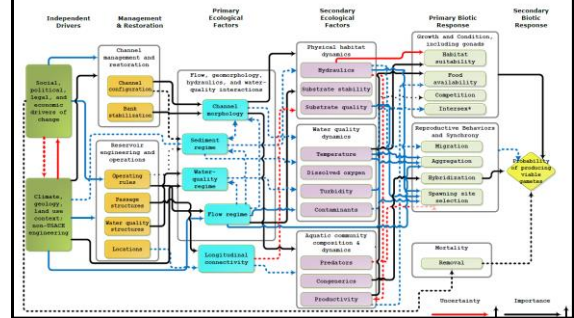 Independent
Drivers
Management
& Restoration
Primary
Ecological
Factors
Secondary
Ecological
Factors
Primary Biotic
Response
Secondary
Biotic
Response
Social,
political,
legal, and
economic
drivers of
change
Climate,
geology,
land use
context;
non-USACE
engineering
Channel
management and
restoration
Channel
configuration
Bank
stabilization
Reservoir
engineering and
operations
Operating
rules
Passage
structures
Water quality
structures
Locations
Flow, geomorphology,
hydraulics, and water-
quality interactions
Channel
morphology
Sediment
regime
Water-
quality regime
Flow regime
Longitudinal
connectivity
Physical habitat
dynamics
Hydraulics
Substrate stability
Substrate quality
Water quality
dynamics
Temperature
Dissolved oxygen
Turbidity
Contaminants
Aquatic community
composition & dynamics
Predators
Congenerics
Productivity
Growth and Condition,
including gonads
Habitat
suitability
Food
availability
Competition
Intersex*
Reproductive Behaviors
and Synchrony
Migration
Aggregation
Hybridization
Spawning site
selection
Mortality
Removal
Probability
of producing
viable
gametes
Uncertainty
Importance